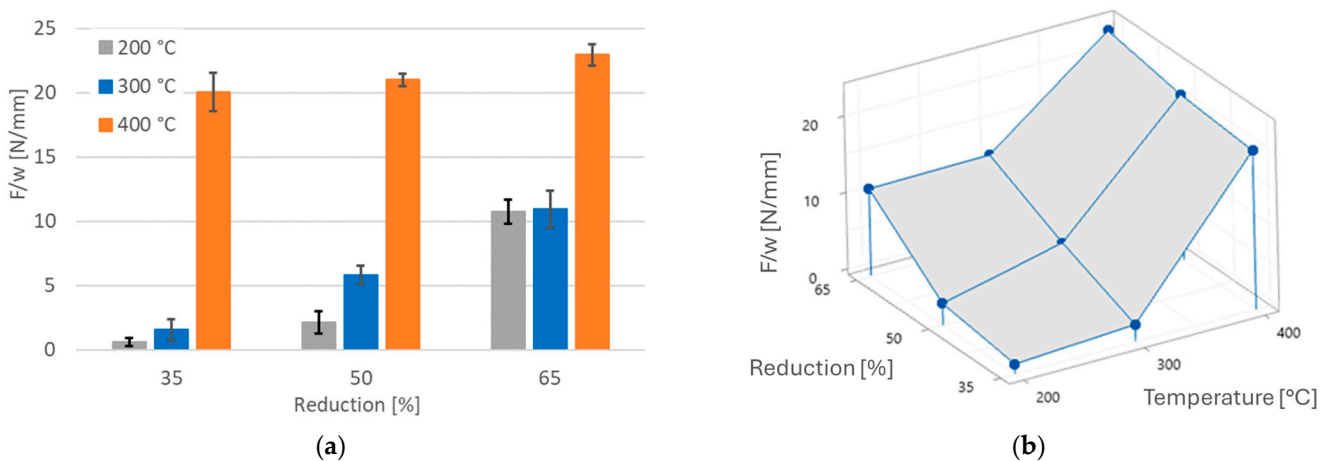 25
20
15
10
5
0
F/w [N/mm]
200 °C
300 °C
400 °C
35
50
65
Reduction [%]
(a)
20
10
0
F/w [N/mm]
65
50
35
Reduction [%]
200
300
400
Temperature [°C]
(b)